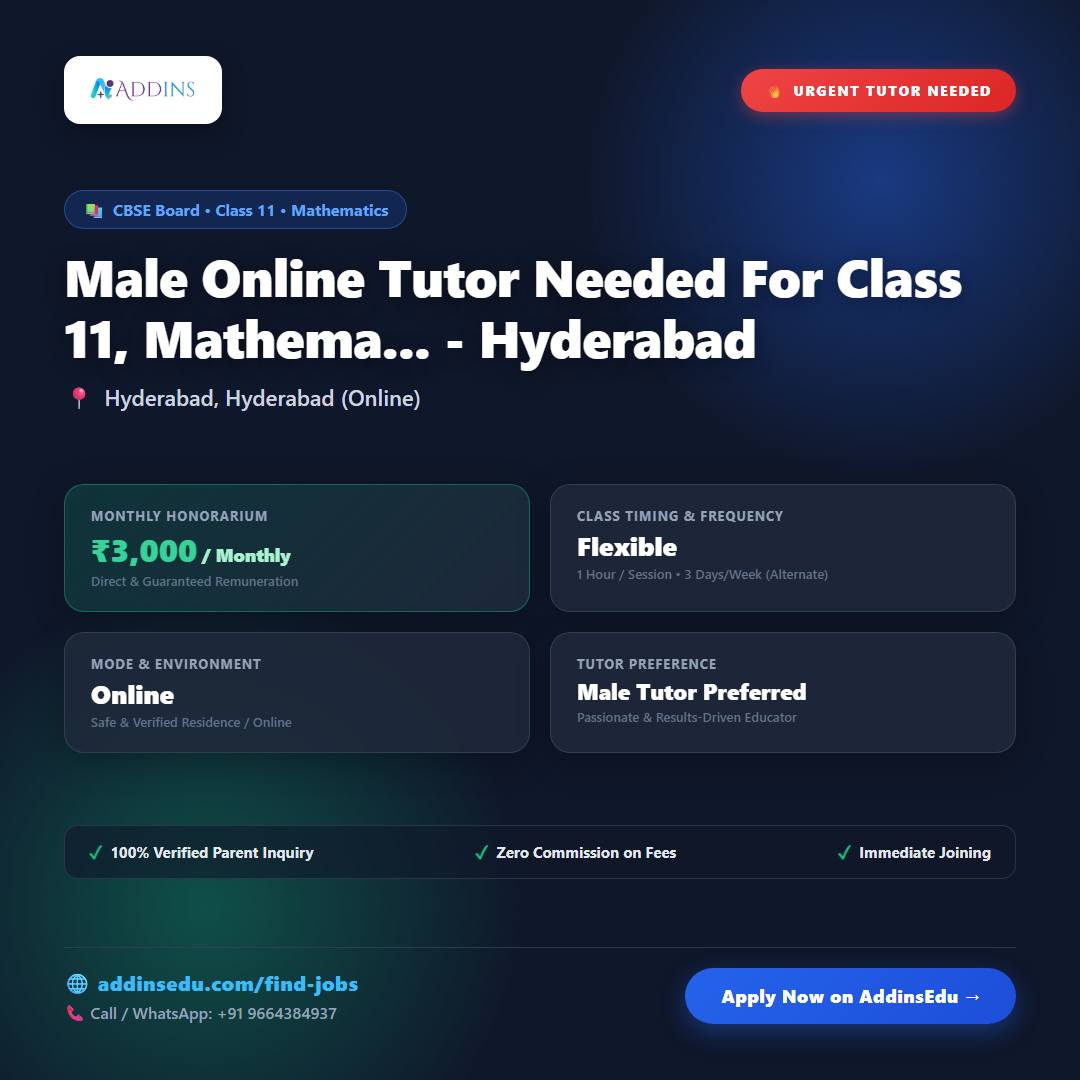 ADDINS
URGENT TUTOR NEEDED
CBSE Board • Class 11 • Mathematics
Male Online Tutor Needed For Class
11, Mathema... - Hyderabad
Hyderabad, Hyderabad (Online)
MONTHLY HONORARIUM
₹3,000 / Monthly
Direct & Guaranteed Remuneration
CLASS TIMING & FREQUENCY
Flexible
1 Hour / Session • 3 Days/Week (Alternate)
MODE & ENVIRONMENT
Online
Safe & Verified Residence / Online
TUTOR PREFERENCE
Male Tutor Preferred
Passionate & Results-Driven Educator
✓ 100% Verified Parent Inquiry
✓ Zero Commission on Fees
✓ Immediate Joining
addinsedu.com/find-jobs
Call / WhatsApp: +91 9664384937
Apply Now on AddinsEdu →